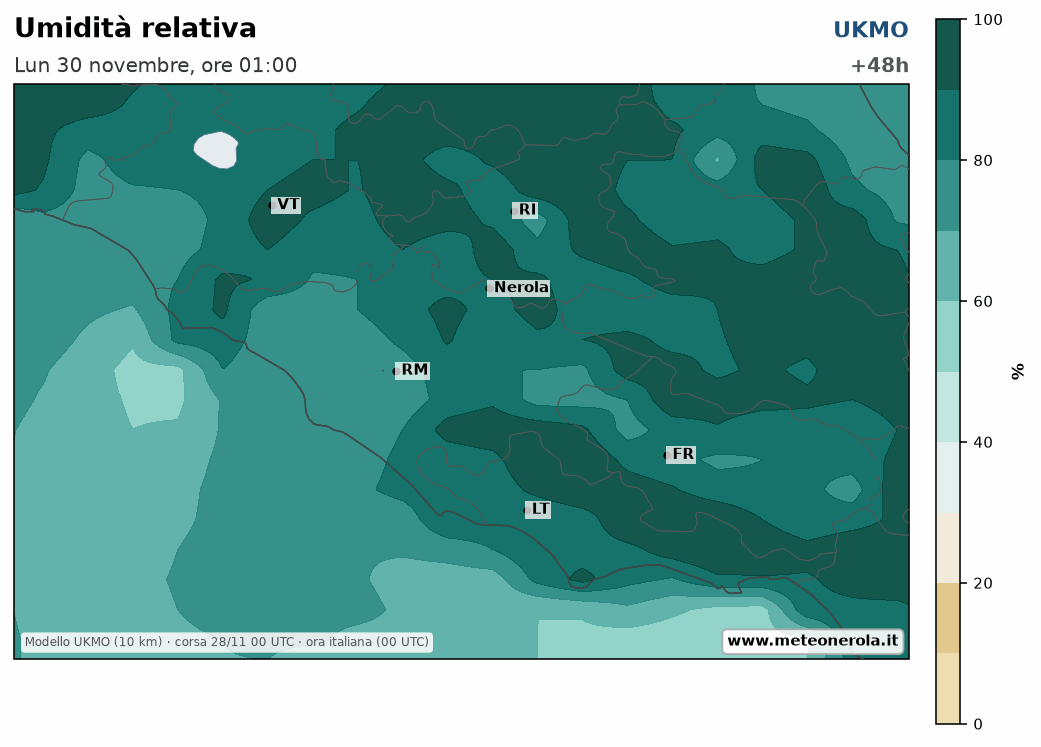 Umidità relativa
UKMO
Lun 30 novembre, ore 01:00
+48h
100
80
60
40
20
0
%
VT
RI
Nerola
RM
FR
LT
Modello UKMO (10 km) · corsa 28/11 00 UTC · ora italiana (00 UTC)
www.meteonerola.it